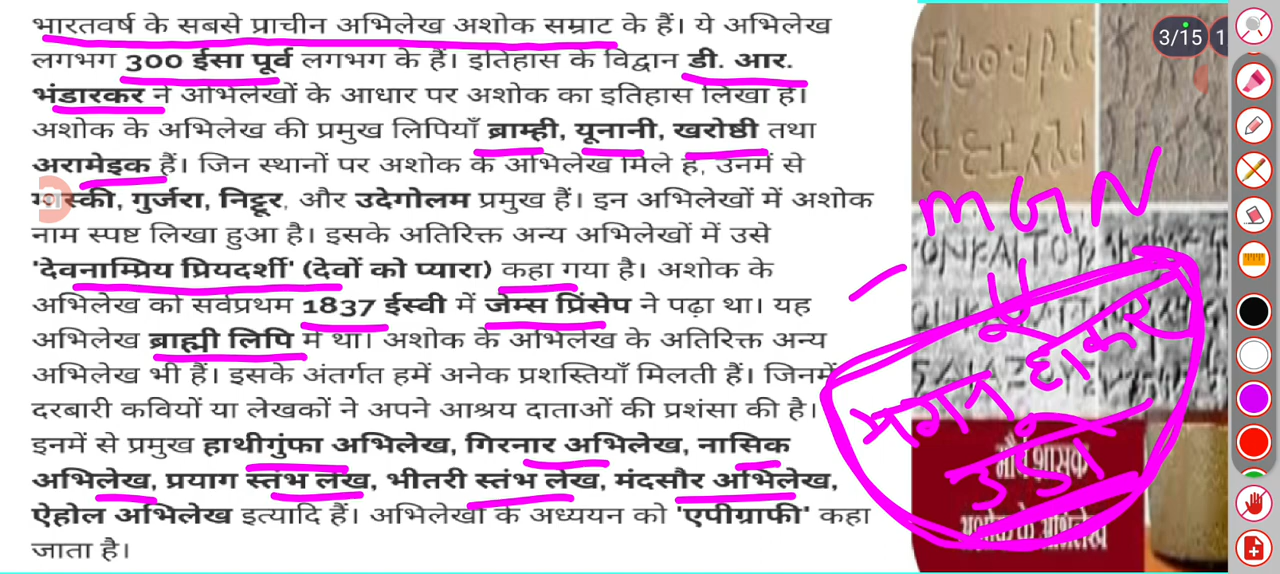 भारतवर्ष के सबसे प्राचीन अभिलेख अशोक सम्राट के हैं। ये अभिलेख
लगभग 300 ईसा पूर्व लगभग के हैं। इतिहास के विद्वान डी. आर.
भंडारकर ने अभिलेखों के आधार पर अशोक का इतिहास लिखा है।
अशोक के अभिलेख की प्रमुख लिपियाँ ब्राम्ही, यूनानी, खरोष्ठी तथा
अरामेइक हैं। जिन स्थानों पर अशोक के अभिलेख मिले है, उनमें से
मास्की, गुर्जरा, निट्टूर, और उदेगोलम प्रमुख हैं। इन अभिलेखों में अशोक
नाम स्पष्ट लिखा हुआ है। इसके अतिरिक्त अन्य अभिलेखों में उसे
'देवनाम्प्रिय प्रियदर्शी' (देवों को प्यारा) कहा गया है। अशोक के
अभिलेख को सर्वप्रथम 1837 ईस्वी में जेम्स प्रिंसेप ने पढ़ा था। यह
अभिलेख ब्राह्मी लिपि में था। अशोक के अभिलेख के अतिरिक्त अन्य
अभिलेख भी हैं। इसके अंतर्गत हमें अनेक प्रशस्तियाँ मिलती हैं। जिनमें
दरबारी कवियों या लेखकों ने अपने आश्रय दाताओं की प्रशंसा की है।
इनमें से प्रमुख हाथीगुंफा अभिलेख, गिरनार अभिलेख, नासिक
अभिलेख, प्रयाग स्तंभ लेख, भीतरी स्तंभ लेख, मंदसौर अभिलेख,
ऐहोल अभिलेख इत्यादि हैं। अभिलेखों के अध्ययन को 'एपीग्राफी' कहा
जाता है।
3/15 1
M G N
U
मौर्य शासक
अशोक के अभिलेख